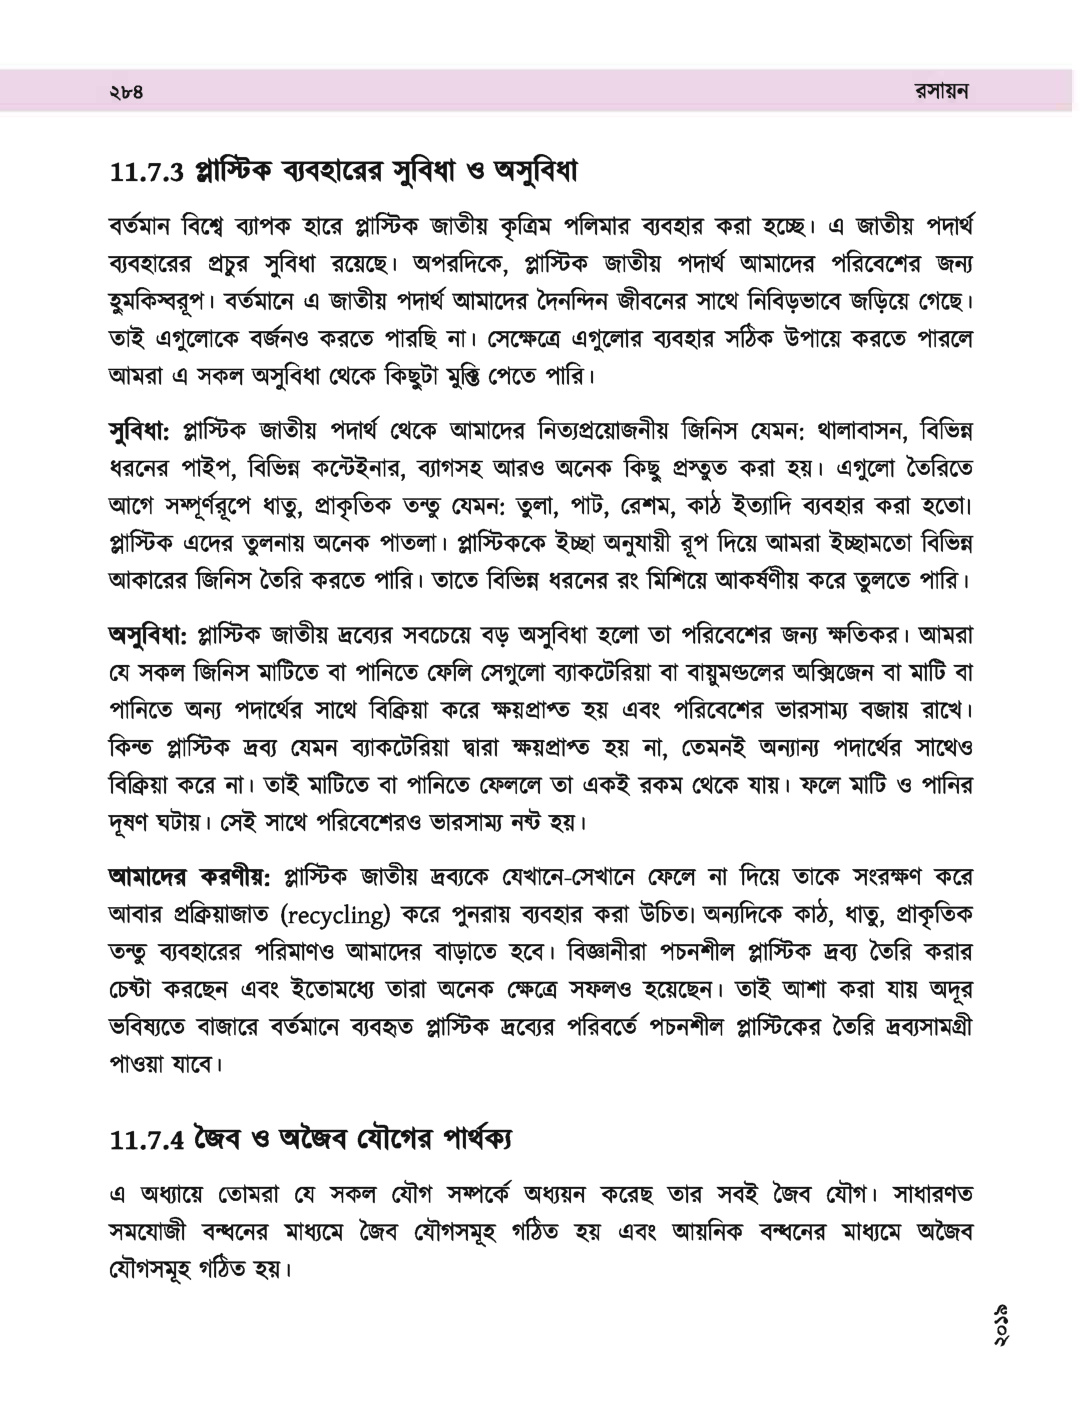 ২৮৪
রসায়ন
11.7.3 প্লাস্টিক ব্যবহারের সুবিধা ও অসুবিধা
বর্তমান বিশ্বে ব্যাপক হারে প্লাস্টিক জাতীয় কৃত্রিম পলিমার ব্যবহার করা হচ্ছে। এ জাতীয় পদার্থ
ব্যবহারের প্রচুর সুবিধা রয়েছে। অপরদিকে, প্লাস্টিক জাতীয় পদার্থ আমাদের পরিবেশের জন্য
হুমকিস্বরূপ। বর্তমানে এ জাতীয় পদার্থ আমাদের দৈনন্দিন জীবনের সাথে নিবিড়ভাবে জড়িয়ে গেছে।
তাই এগুলোকে বর্জনও করতে পারছি না। সেক্ষেত্রে এগুলোর ব্যবহার সঠিক উপায়ে করতে পারলে
আমরা এ সকল অসুবিধা থেকে কিছুটা মুক্তি পেতে পারি।
সুবিধা: প্লাস্টিক জাতীয় পদার্থ থেকে আমাদের নিত্যপ্রয়োজনীয় জিনিস যেমন: থালাবাসন, বিভিন্ন
ধরনের পাইপ, বিভিন্ন কন্টেইনার, ব্যাগসহ আরও অনেক কিছু প্রস্তুত করা হয়। এগুলো তৈরিতে
আগে সম্পূর্ণরূপে ধাতু, প্রাকৃতিক তন্তু যেমন: তুলা, পাট, রেশম, কাঠ ইত্যাদি ব্যবহার করা হতো।
প্লাস্টিক এদের তুলনায় অনেক পাতলা। প্লাস্টিককে ইচ্ছা অনুযায়ী রূপ দিয়ে আমরা ইচ্ছামতো বিভিন্ন
আকারের জিনিস তৈরি করতে পারি। তাতে বিভিন্ন ধরনের রং মিশিয়ে আকর্ষণীয় করে তুলতে পারি।
অসুবিধা: প্লাস্টিক জাতীয় দ্রব্যের সবচেয়ে বড় অসুবিধা হলো তা পরিবেশের জন্য ক্ষতিকর। আমরা
যে সকল জিনিস মাটিতে বা পানিতে ফেলি সেগুলো ব্যাকটেরিয়া বা বায়ুমণ্ডলের অক্সিজেন বা মাটি বা
পানিতে অন্য পদার্থের সাথে বিক্রিয়া করে ক্ষয়প্রাপ্ত হয় এবং পরিবেশের ভারসাম্য বজায় রাখে।
কিন্ত প্লাস্টিক দ্রব্য যেমন ব্যাকটেরিয়া দ্বারা ক্ষয়প্রাপ্ত হয় না, তেমনই অন্যান্য পদার্থের সাথেও
বিক্রিয়া করে না। তাই মাটিতে বা পানিতে ফেললে তা একই রকম থেকে যায়। ফলে মাটি ও পানির
দূষণ ঘটায়। সেই সাথে পরিবেশেরও ভারসাম্য নষ্ট হয়।
আমাদের করণীয়: প্লাস্টিক জাতীয় দ্রব্যকে যেখানে-সেখানে ফেলে না দিয়ে তাকে সংরক্ষণ করে
আবার প্রক্রিয়াজাত (recycling) করে পুনরায় ব্যবহার করা উচিত। অন্যদিকে কাঠ, ধাতু, প্রাকৃতিক
তন্তু ব্যবহারের পরিমাণও আমাদের বাড়াতে হবে। বিজ্ঞানীরা পচনশীল প্লাস্টিক দ্রব্য তৈরি করার
চেষ্টা করছেন এবং ইতোমধ্যে তারা অনেক ক্ষেত্রে সফলও হয়েছেন। তাই আশা করা যায় অদূর
ভবিষ্যতে বাজারে বর্তমানে ব্যবহৃত প্লাস্টিক দ্রব্যের পরিবর্তে পচনশীল প্লাস্টিকের তৈরি দ্রব্যসামগ্রী
পাওয়া যাবে।
11.7.4 জৈব ও অজৈব যৌগের পার্থক্য
এ অধ্যায়ে তোমরা যে সকল যৌগ সম্পর্কে অধ্যয়ন করেছ তার সবই জৈব যৌগ। সাধারণত
সমযোজী বন্ধনের মাধ্যমে জৈব যৌগসমূহ গঠিত হয় এবং আয়নিক বন্ধনের মাধ্যমে অজৈব
যৌগসমূহ গঠিত হয়।
২০১৯